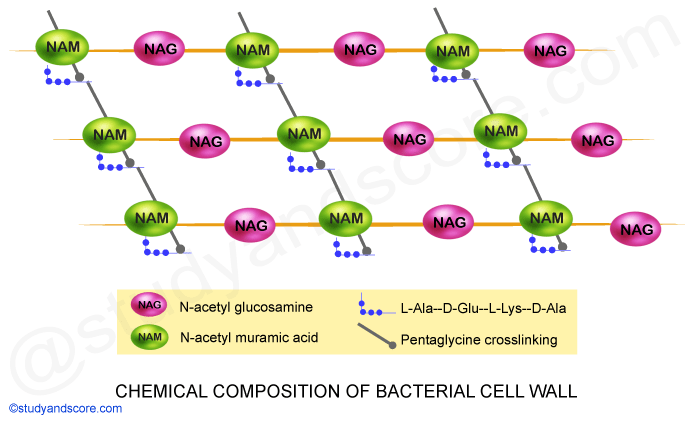 NAM NAG NAM NAG NAM NAG
NAM NAG NAM NAG NAM NAG
NAM NAG NAM NAG NAM NAG
NAG N-acetyl glucosamine L-Ala--D-Glu--L-Lys--D-Ala
NAM N-acetyl muramic acid Pentaglycine crosslinking
CHEMICAL COMPOSITION OF BACTERIAL CELL WALL
©studyandscore.com
@studyandscore.com